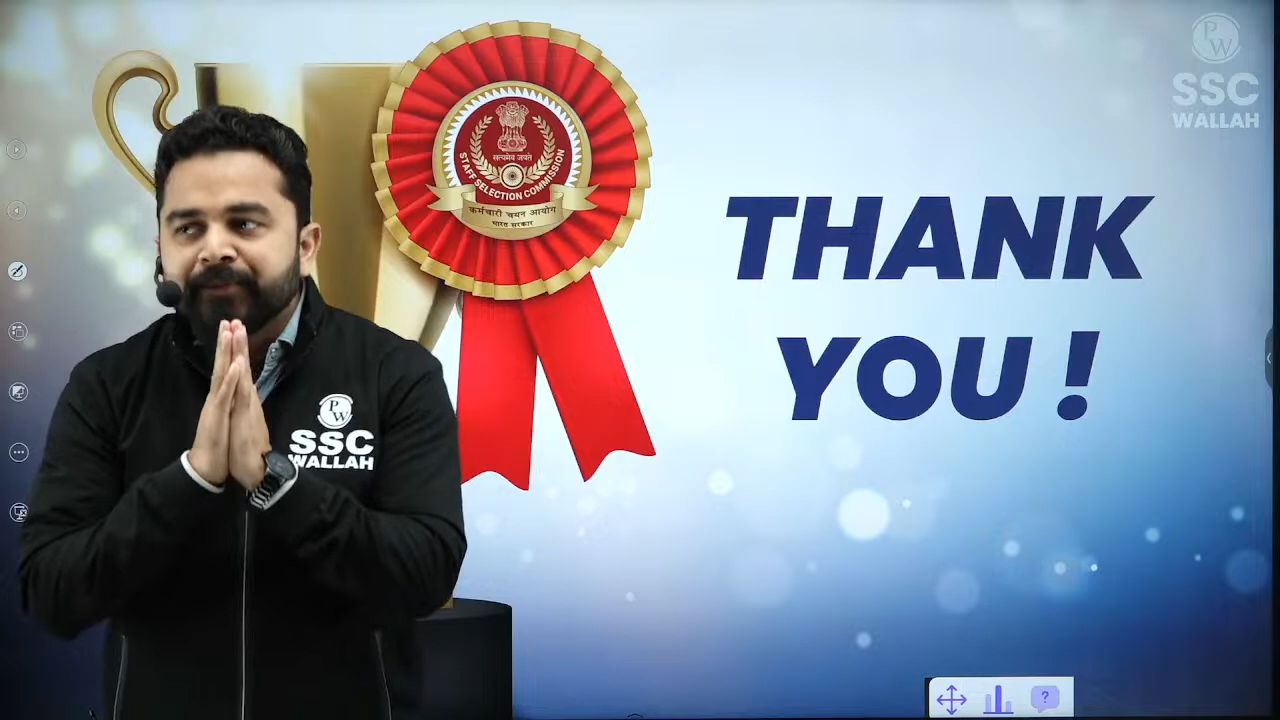 PW
SSC
WALLAH
सत्यमेव जयते
STAFF SELECTION COMMISSION
कर्मचारी चयन आयोग
भारत सरकार
THANK
YOU !
PW
SSC
WALLAH
?